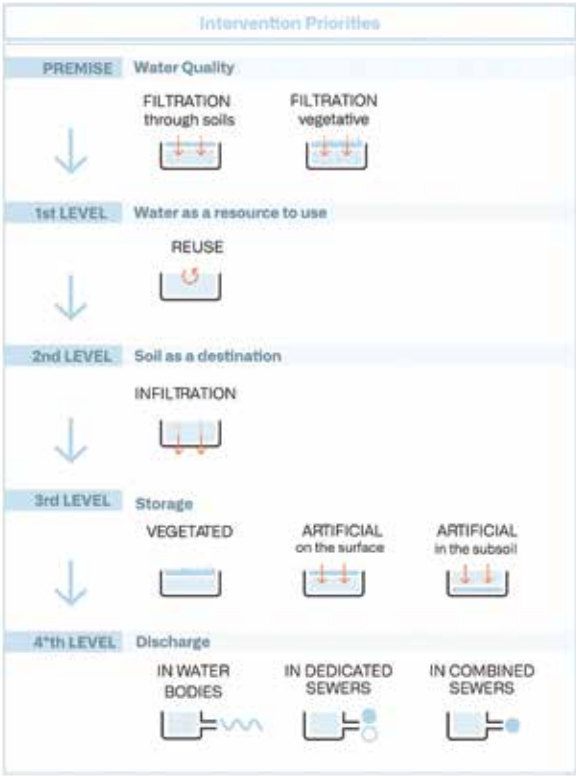 Intervention Priorities
PREMISE Water Quality
FILTRATION through soils
FILTRATION vegetative
1st LEVEL Water as a resource to use
REUSE
2nd LEVEL Soil as a destination
INFILTRATION
3rd LEVEL Storage
VEGETATED
ARTIFICIAL on the surface
ARTIFICIAL in the subsoil
4°th LEVEL Discharge
IN WATER BODIES
IN DEDICATED SEWERS
IN COMBINED SEWERS